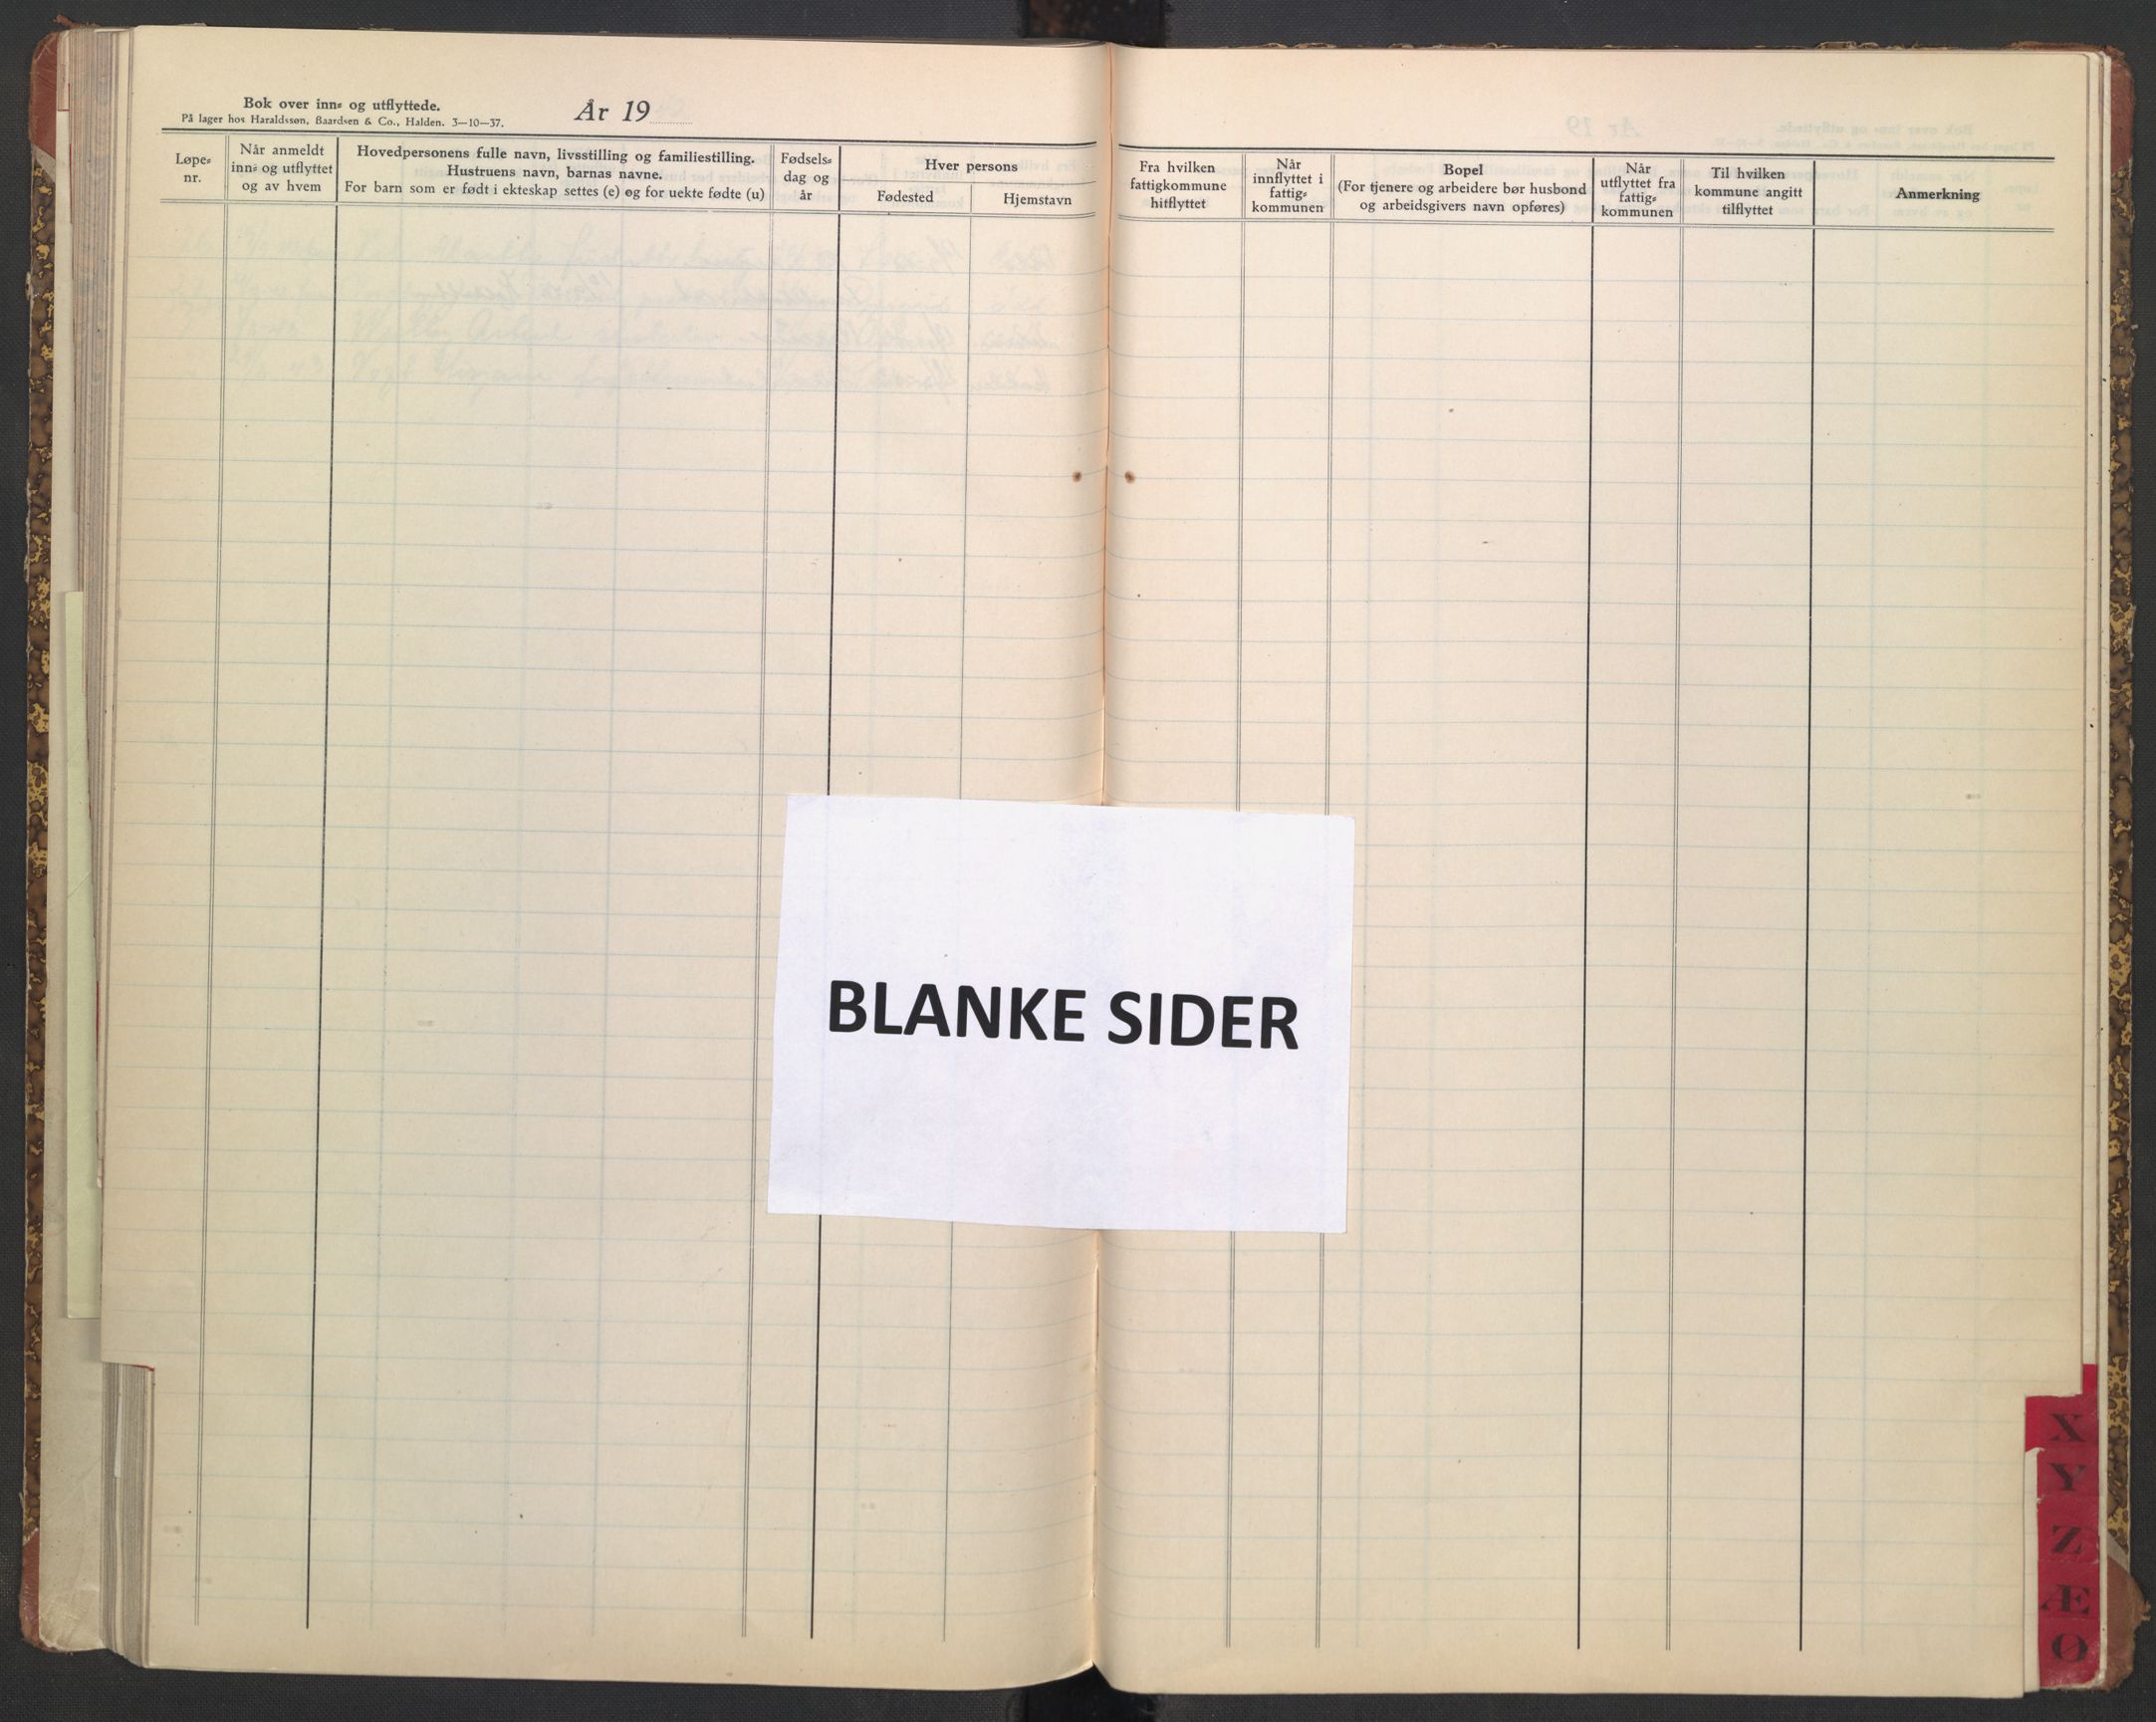 Bok over inn- og utflyttede.
På lager hos Haraldssøn, Baardsen & Co., Halden. 3—10—37.
År 19
Løpe-
nr.
Når anmeldt
inn- og utflyttet
og av hvem
Hovedpersonens fulle navn, livsstilling og familiestilling.
Hustruens navn, barnas navne.
For barn som er født i ekteskap settes (e) og for uekte fødte (u)
Fødsels-
dag og
år
Hver persons
Fødested
Hjemstavn
Fra hvilken
fattigkommune
hitflyttet
Når
innflyttet i
fattig-
kommunen
Bopel
(For tjenere og arbeidere bør husbond
og arbeidsgivers navn opføres)
Når
utflyttet fra
fattig-
kommunen
Til hvilken
kommune angitt
tilflyttet
Anmerkning
BLANKE SIDER
X
Y
Z
Æ
Ø